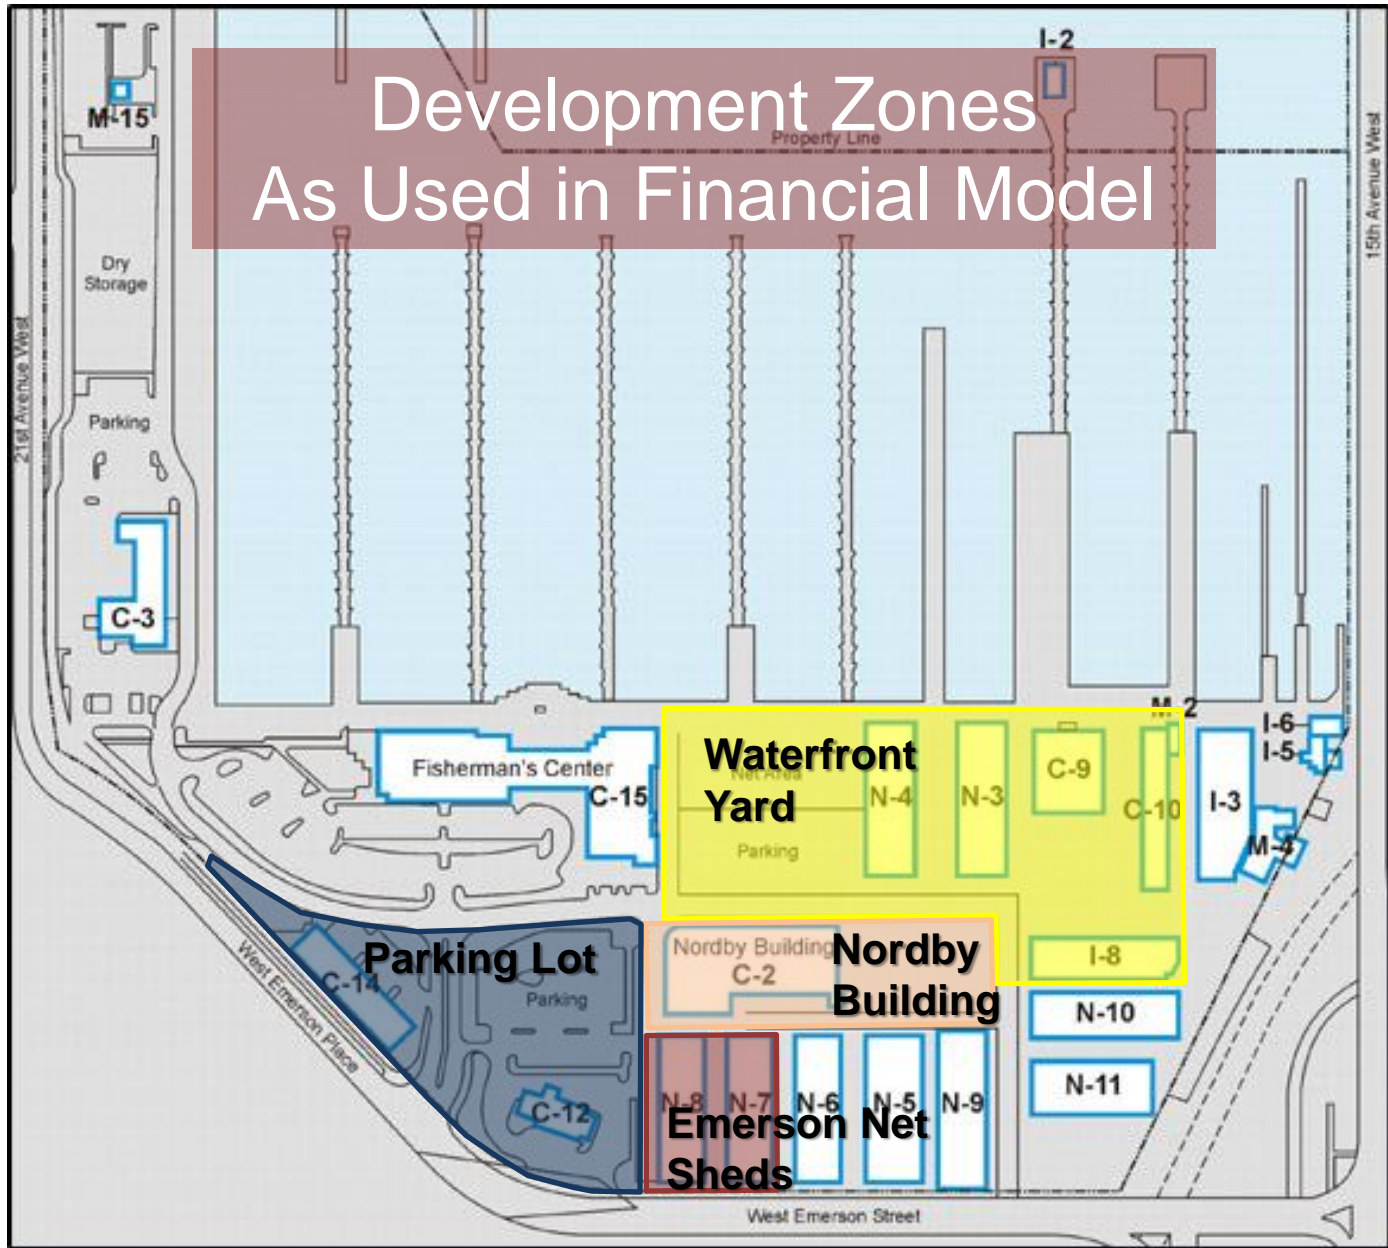 I-2
Development Zones
As Used in Financial Model
Property Line
M-15
15th Avenue West
Dry
Storage
21st Avenue West
Parking
C-3
M-2
I-6
I-5
Fisherman's Center
C-15
Waterfront
Yard
Net Area
Parking
N-4
N-3
C-9
C-10
I-3
M-4
Parking Lot
C-14
Parking
C-12
West Emerson Place
Nordby Building
C-2
Nordby
Building
I-8
N-10
N-11
N-8
N-7
N-6
N-5
N-9
Emerson Net
Sheds
West Emerson Street